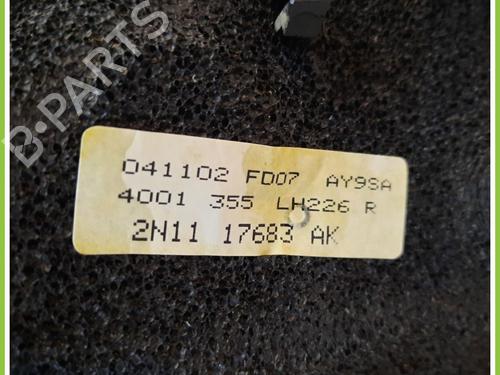 B-PARTS
041102 FD07 AY9SA
4001 355 LH226 R
2N11 17683 AK